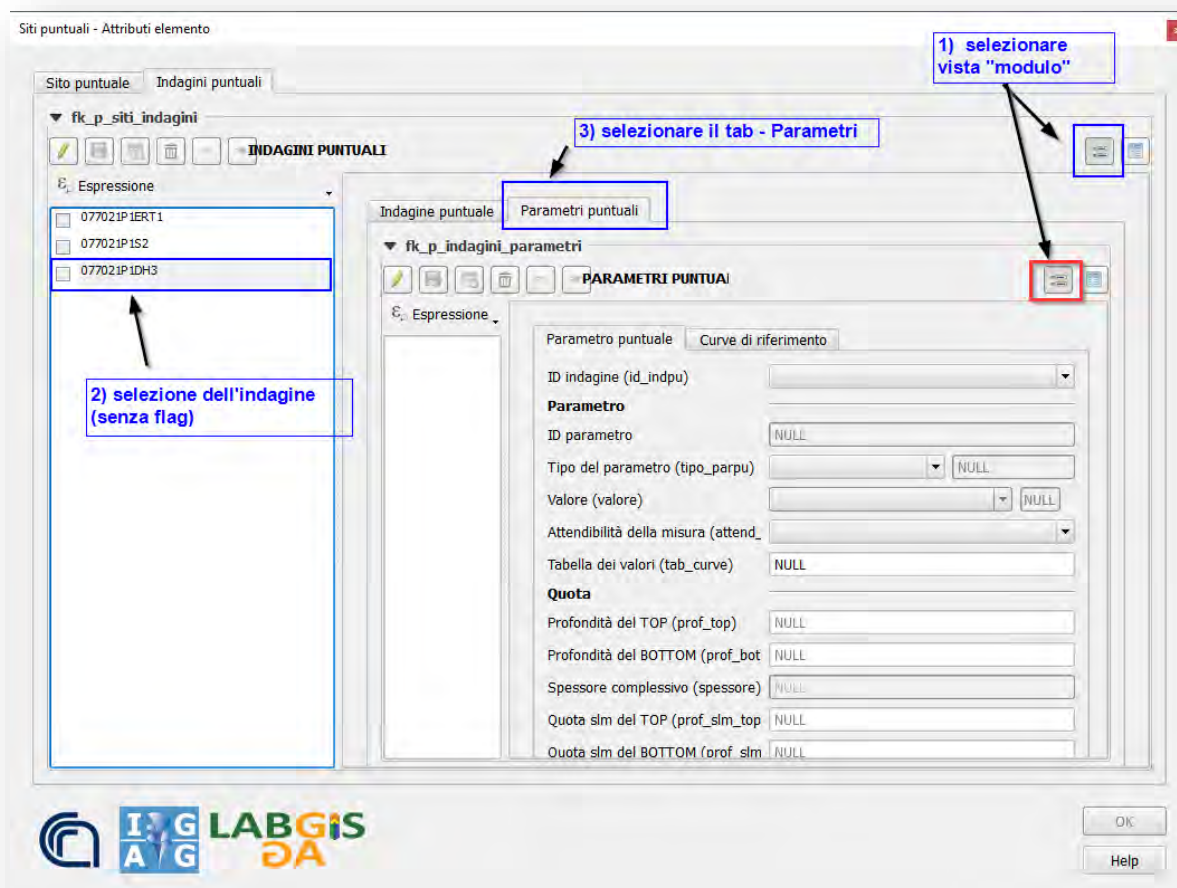 Siti puntuali - Attributi elemento
1) selezionare
vista "modulo"
Sito puntuale
Indagini puntuali
fk_p_siti_indagini
3) selezionare il tab - Parametri
INDAGINI PUNTUALI
Espressione
077021P1ERT1
077021P1S2
077021P1DH3
2) selezione dell'indagine
(senza flag)
Indagine puntuale
Parametri puntuali
fk_p_indagini_parametri
PARAMETRI PUNTUAI
Espressione
Parametro puntuale
Curve di riferimento
ID indagine (id_indpu)
Parametro
ID parametro
NULL
Tipo del parametro (tipo_parpu)
NULL
Valore (valore)
NULL
Attendibilità della misura (attend_
Tabella dei valori (tab_curve)
NULL
Quota
Profondità del TOP (prof_top)
NULL
Profondità del BOTTOM (prof_bot
NULL
Spessore complessivo (spessore)
NULL
Quota slm del TOP (prof_slm_top
NULL
Quota slm del BOTTOM (prof_slm
NULL
I G
A G
LABGIS
GA
OK
Help